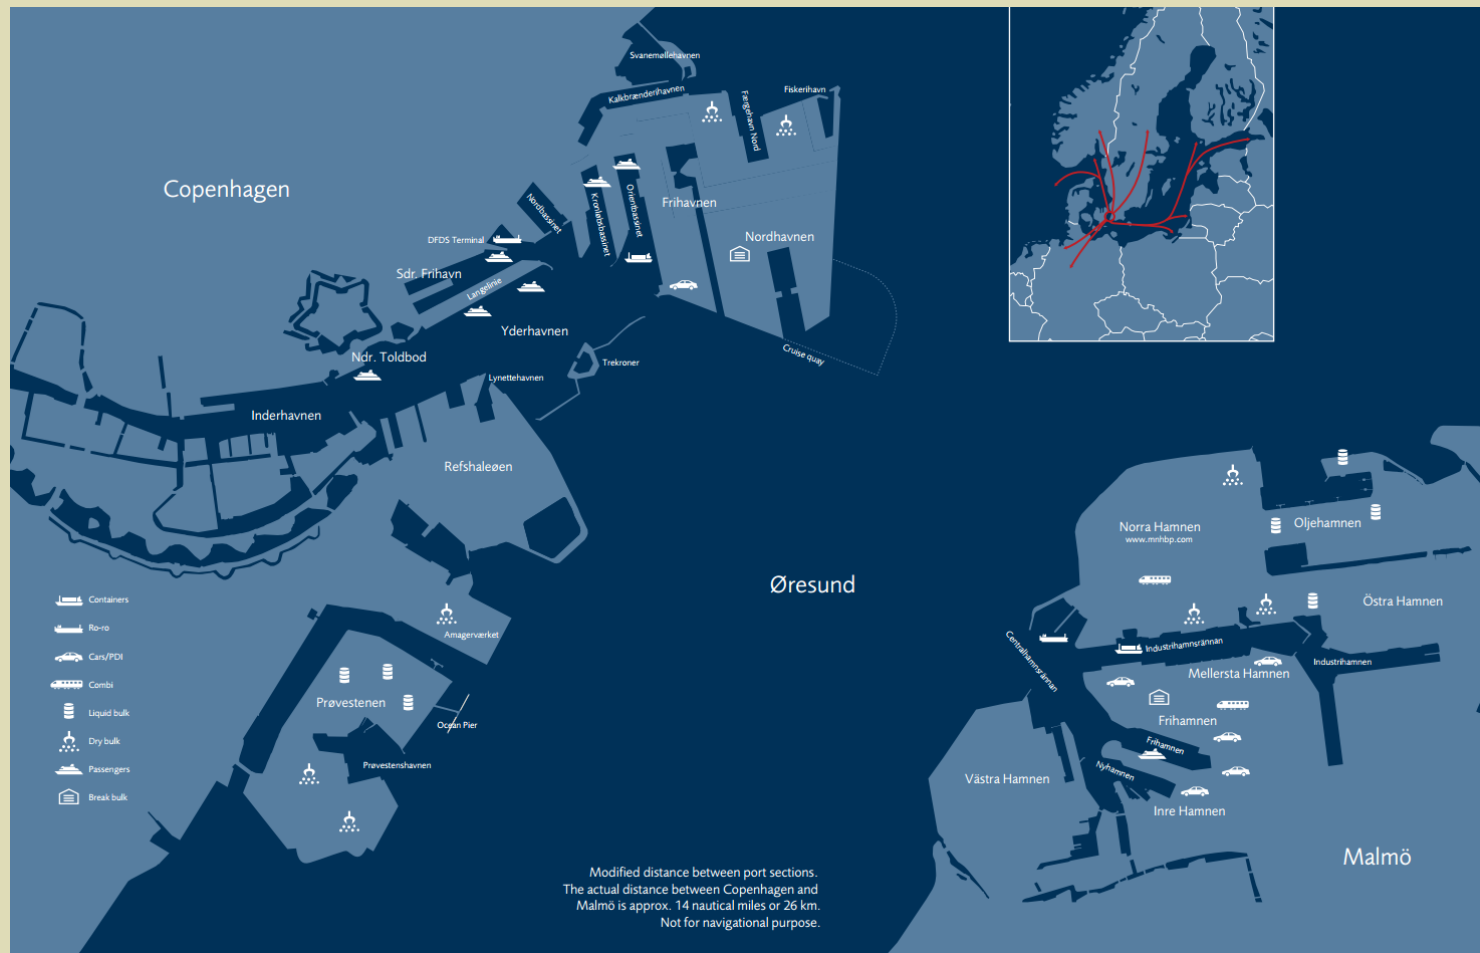 Svanemøllehavnen
Kalkbrænderihavnen
Færgehavn Nord
Fiskerihavn
Copenhagen
Nordbassinet
Kronløbsbassinet
Orientbassinet
Frihavnen
Nordhavnen
DFDS Terminal
Sdr. Frihavn
Langelinie
Yderhavnen
Cruise quay
Ndr. Toldbod
Trekroner
Lynettehavnen
Inderhavnen
Refshaleøen
Norra Hamnen
www.mnhbp.com
Oljehamnen
Øresund
Östra Hamnen
Containers
Ro-ro
Cars/PDI
Combi
Liquid bulk
Dry bulk
Passengers
Break bulk
Amagerværket
Prøvestenen
Ocean Pier
Prøvestenshavnen
Centralhamnsrännan
Industrihamnsrännan
Industrihamnen
Mellersta Hamnen
Frihamnen
Frihamnen
Nyhamnen
Västra Hamnen
Inre Hamnen
Malmö
Modified distance between port sections.
The actual distance between Copenhagen and
Malmö is approx. 14 nautical miles or 26 km.
Not for navigational purpose.